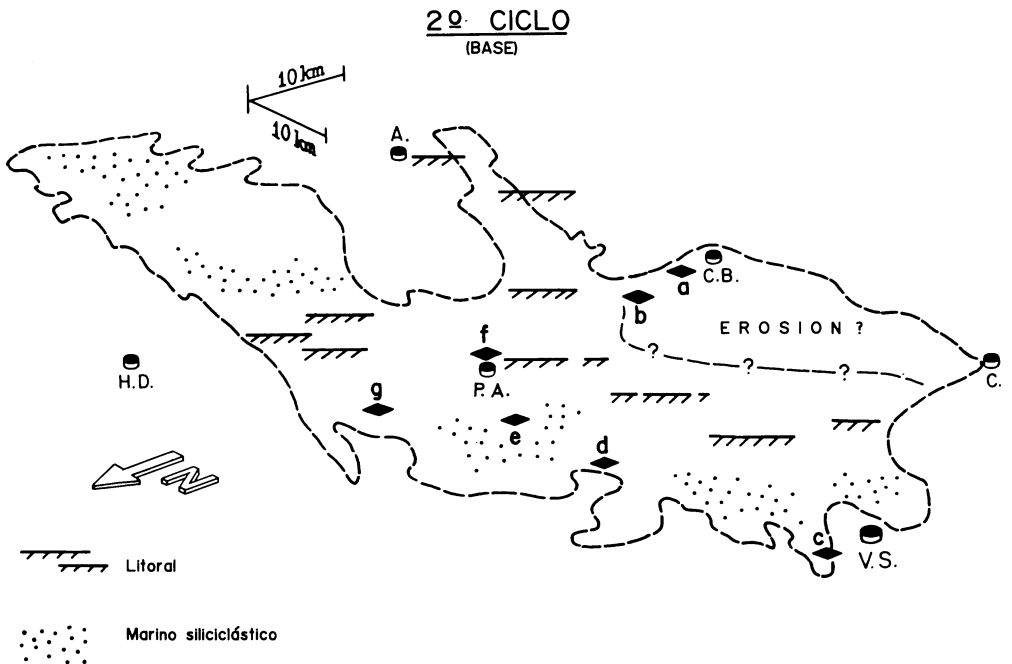 2º CICLO
(BASE)
10 km
10 km
A.
C.B.
a
b
EROSION ?
f
?
?
?
C.
H.D.
P.A.
g
e
d
N
c
V.S.
Litoral
Marino siliciclástico